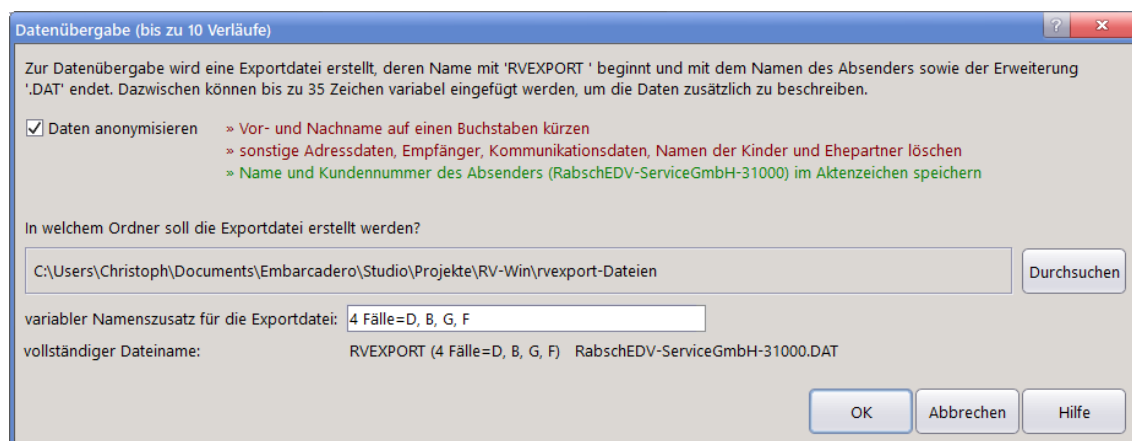 Datenübergabe (bis zu 10 Verläufe)
Zur Datenübergabe wird eine Exportdatei erstellt, deren Name mit 'RVEXPORT ' beginnt und mit dem Namen des Absenders sowie der Erweiterung
'.DAT' endet. Dazwischen können bis zu 35 Zeichen variabel eingefügt werden, um die Daten zusätzlich zu beschreiben.
Daten anonymisieren » Vor- und Nachname auf einen Buchstaben kürzen
» sonstige Adressdaten, Empfänger, Kommunikationsdaten, Namen der Kinder und Ehepartner löschen
» Name und Kundennummer des Absenders (RabschEDV-ServiceGmbH-31000) im Aktenzeichen speichern
In welchem Ordner soll die Exportdatei erstellt werden?
C:\Users\Christoph\Documents\Embarcadero\Studio\Projekte\RV-Win\rvexport-Dateien Durchsuchen
variabler Namenszusatz für die Exportdatei: 4 Fälle=D, B, G, F
vollständiger Dateiname: RVEXPORT (4 Fälle=D, B, G, F) RabschEDV-ServiceGmbH-31000.DAT
OK Abbrechen Hilfe